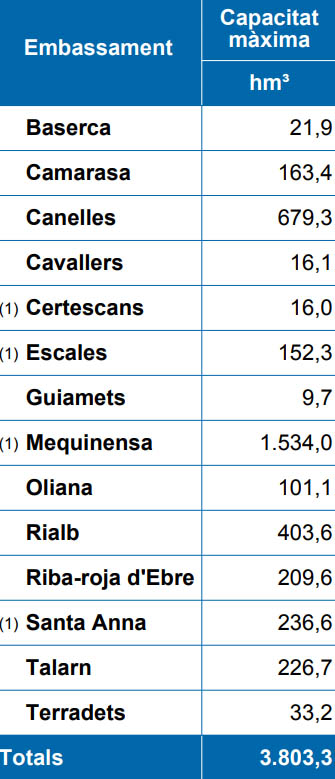 Embassament
Capacitat
màxima
hm³
Baserca 21,9
Camarasa 163,4
Canelles 679,3
Cavallers 16,1
(1) Certescans 16,0
(1) Escales 152,3
Guiamets 9,7
(1) Mequinensa 1.534,0
Oliana 101,1
Rialb 403,6
Riba-roja d'Ebre 209,6
(1) Santa Anna 236,6
Talarn 226,7
Terradets 33,2
Totals 3.803,3